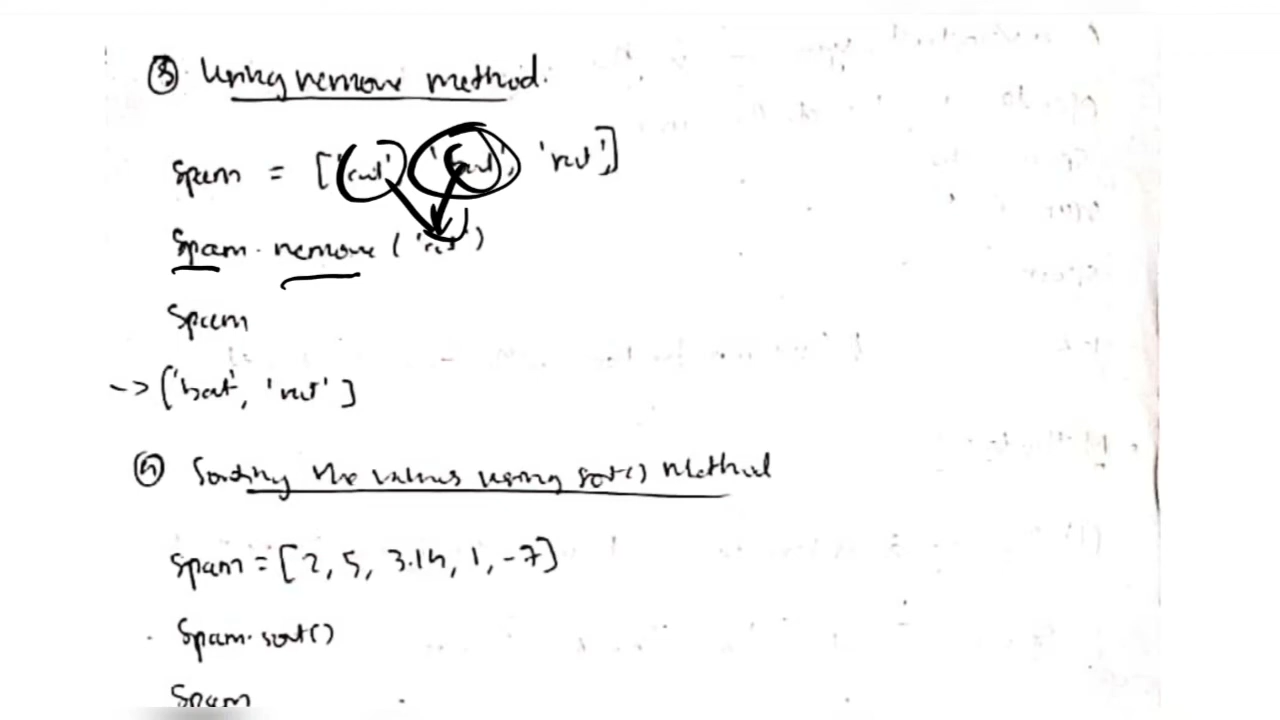 ③ Using remove method.
spam = ['cat', 'bat', 'rat',]
spam.remove('cat')
spam
-> ['bat', 'rat']
④ Sorting the values using sort() method
spam = [2, 5, 3.14, 1, -7]
spam.sort()
spam